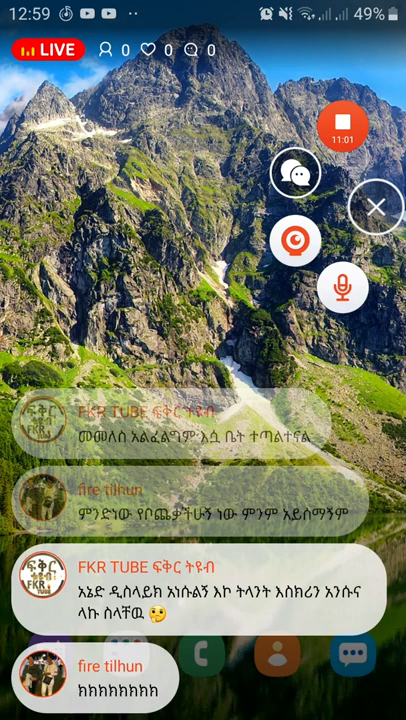 12:59
49%
LIVE
0
0
0
11:01
FKR TUBE ፍቅር ትዩብ
መመለስ አልፈልግም እሷ ቤት ተጣልተናል
fire tilhun
ምንድነው የቦጨቃችሁኝ ነው ምንም አይሰማኝም
FKR TUBE ፍቅር ትዩብ
አኔድ ዲስላይክ አነሱልኝ እኮ ትላንት እስክሪን አንሱና
ላኩ ስላቸዉ 🤔
fire tilhun
ክክክክክክክክ